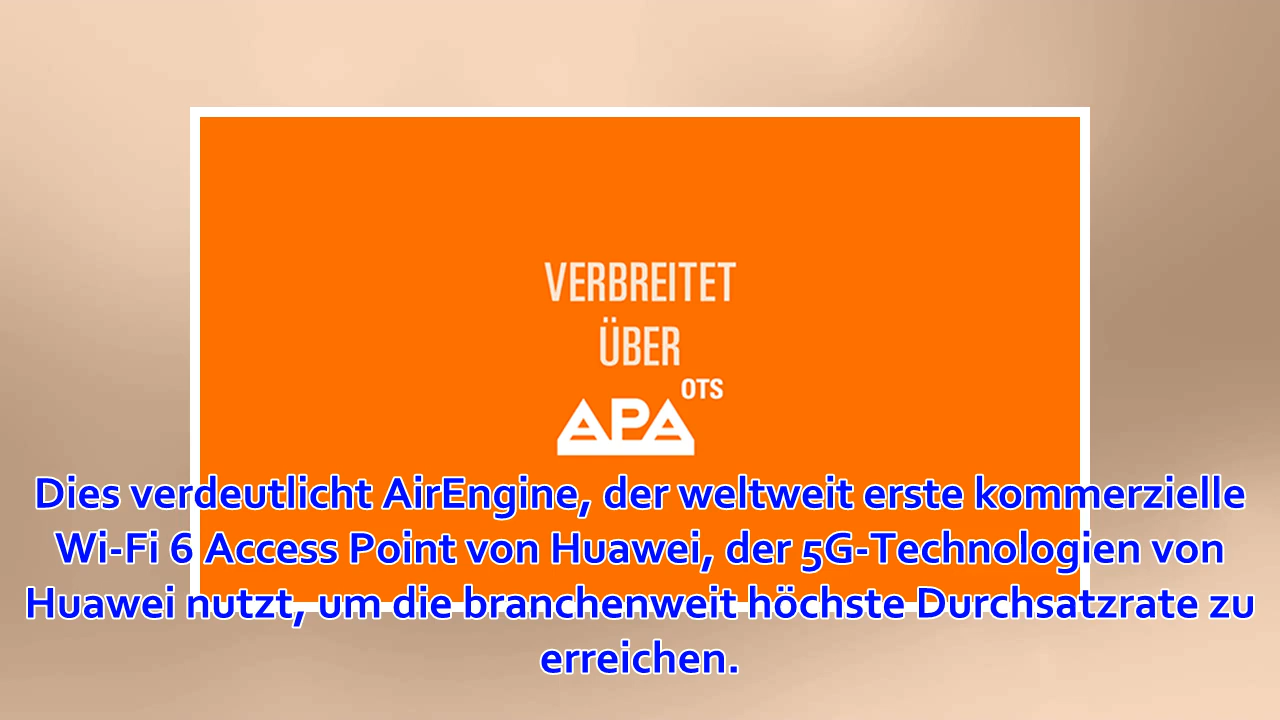 VERBREITET
ÜBER
OTS
APA
Dies verdeutlicht AirEngine, der weltweit erste kommerzielle
Wi-Fi 6 Access Point von Huawei, der 5G-Technologien von
Huawei nutzt, um die branchenweit höchste Durchsatzrate zu
erreichen.